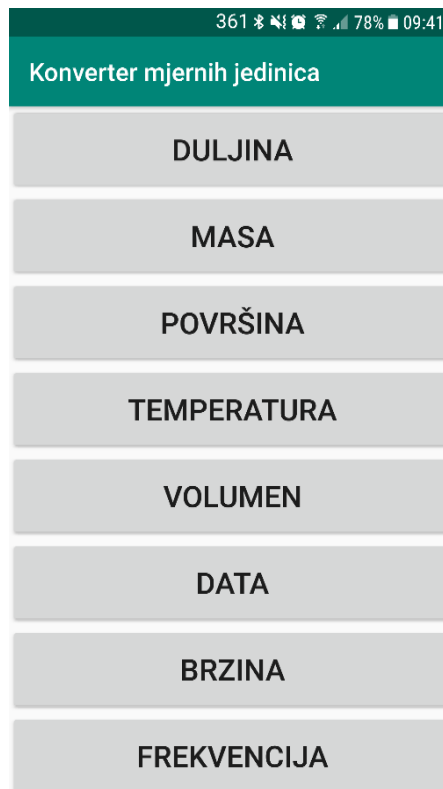 361 78% 09:41
Konverter mjernih jedinica
DULJINA
MASA
POVRŠINA
TEMPERATURA
VOLUMEN
DATA
BRZINA
FREKVENCIJA